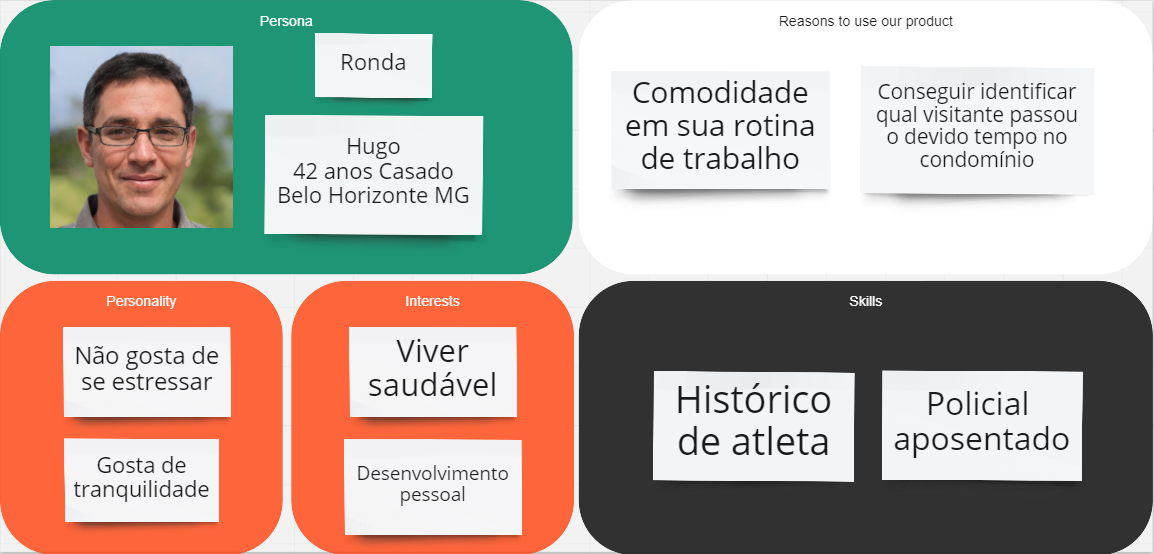 Persona
Ronda
Hugo
42 anos Casado
Belo Horizonte MG
Reasons to use our product
Comodidade
em sua rotina
de trabalho
Conseguir identificar
qual visitante passou
o devido tempo no
condomínio
Personality
Não gosta de
se estressar
Gosta de
tranquilidade
Interests
Viver
saudável
Desenvolvimento
pessoal
Skills
Histórico
de atleta
Policial
aposentado